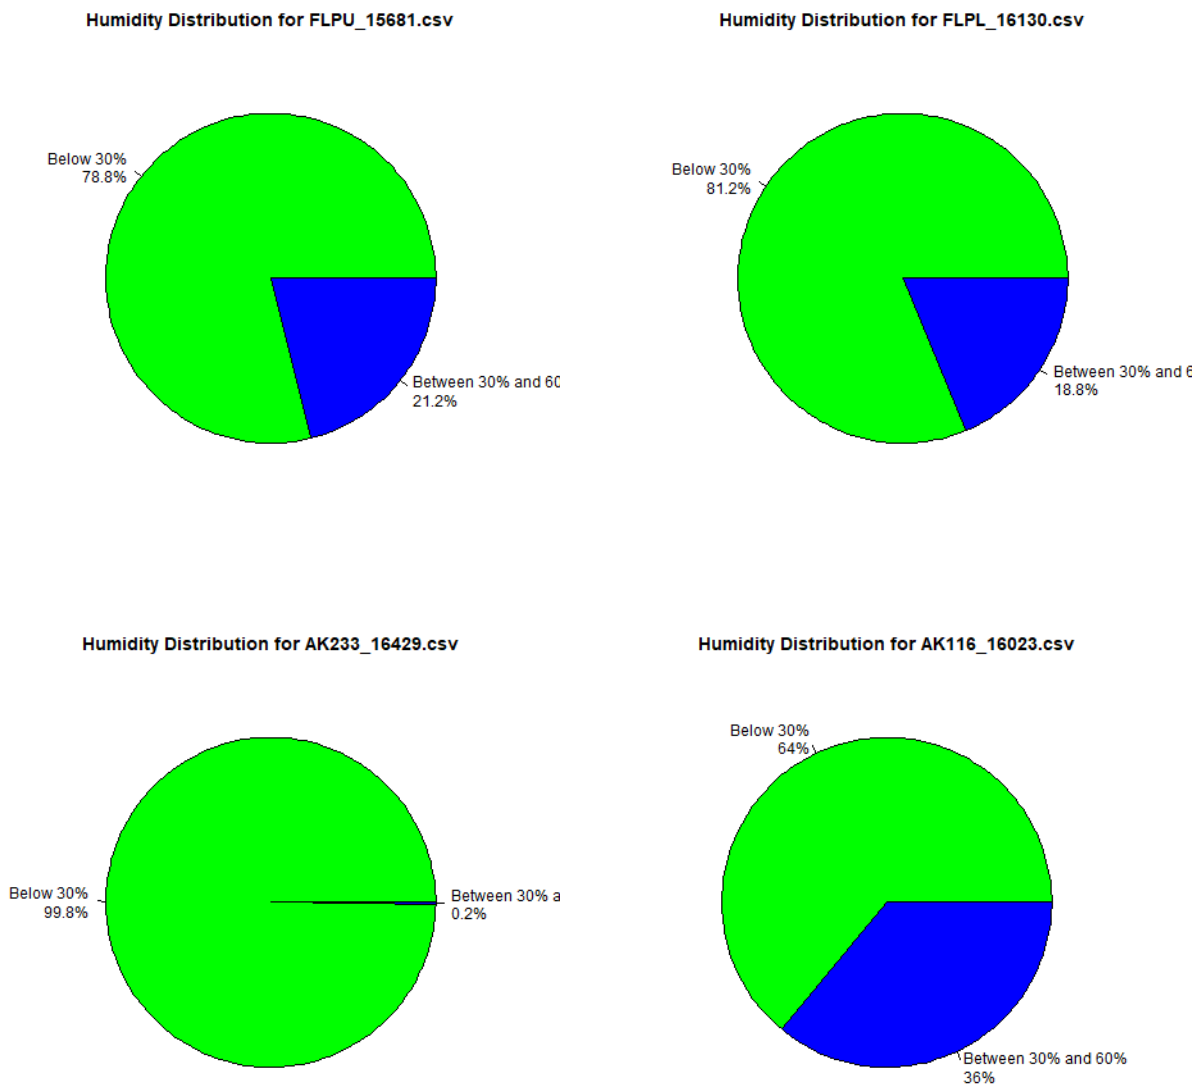 Humidity Distribution for FLPU_15681.csv
Below 30%
78.8%
Between 30% and 60
21.2%
Humidity Distribution for FLPL_16130.csv
Below 30%
81.2%
Between 30% and 6
18.8%
Humidity Distribution for AK233_16429.csv
Below 30%
99.8%
Between 30% a
0.2%
Humidity Distribution for AK116_16023.csv
Below 30%
64%
Between 30% and 60%
36%